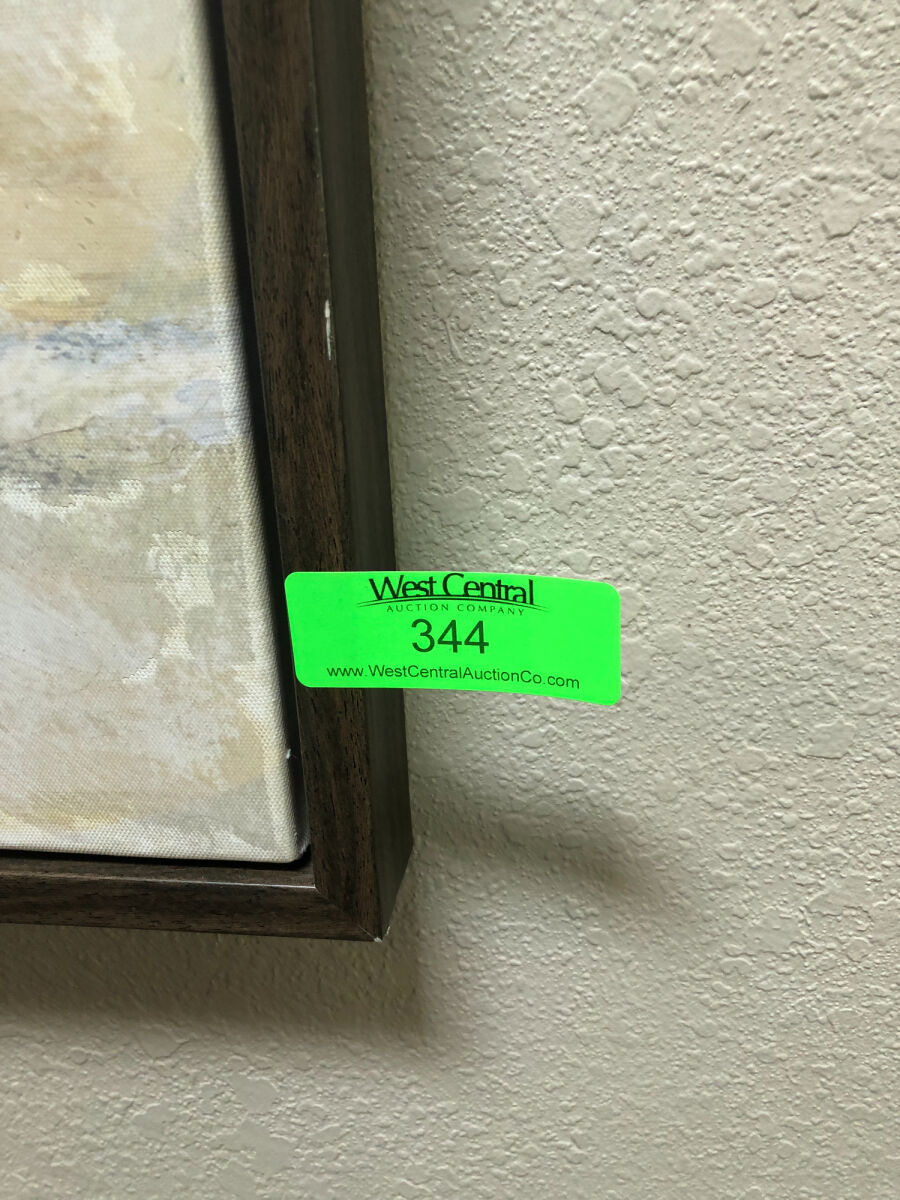 West Central
AUCTION COMPANY
344
www.WestCentralAuctionCo.com